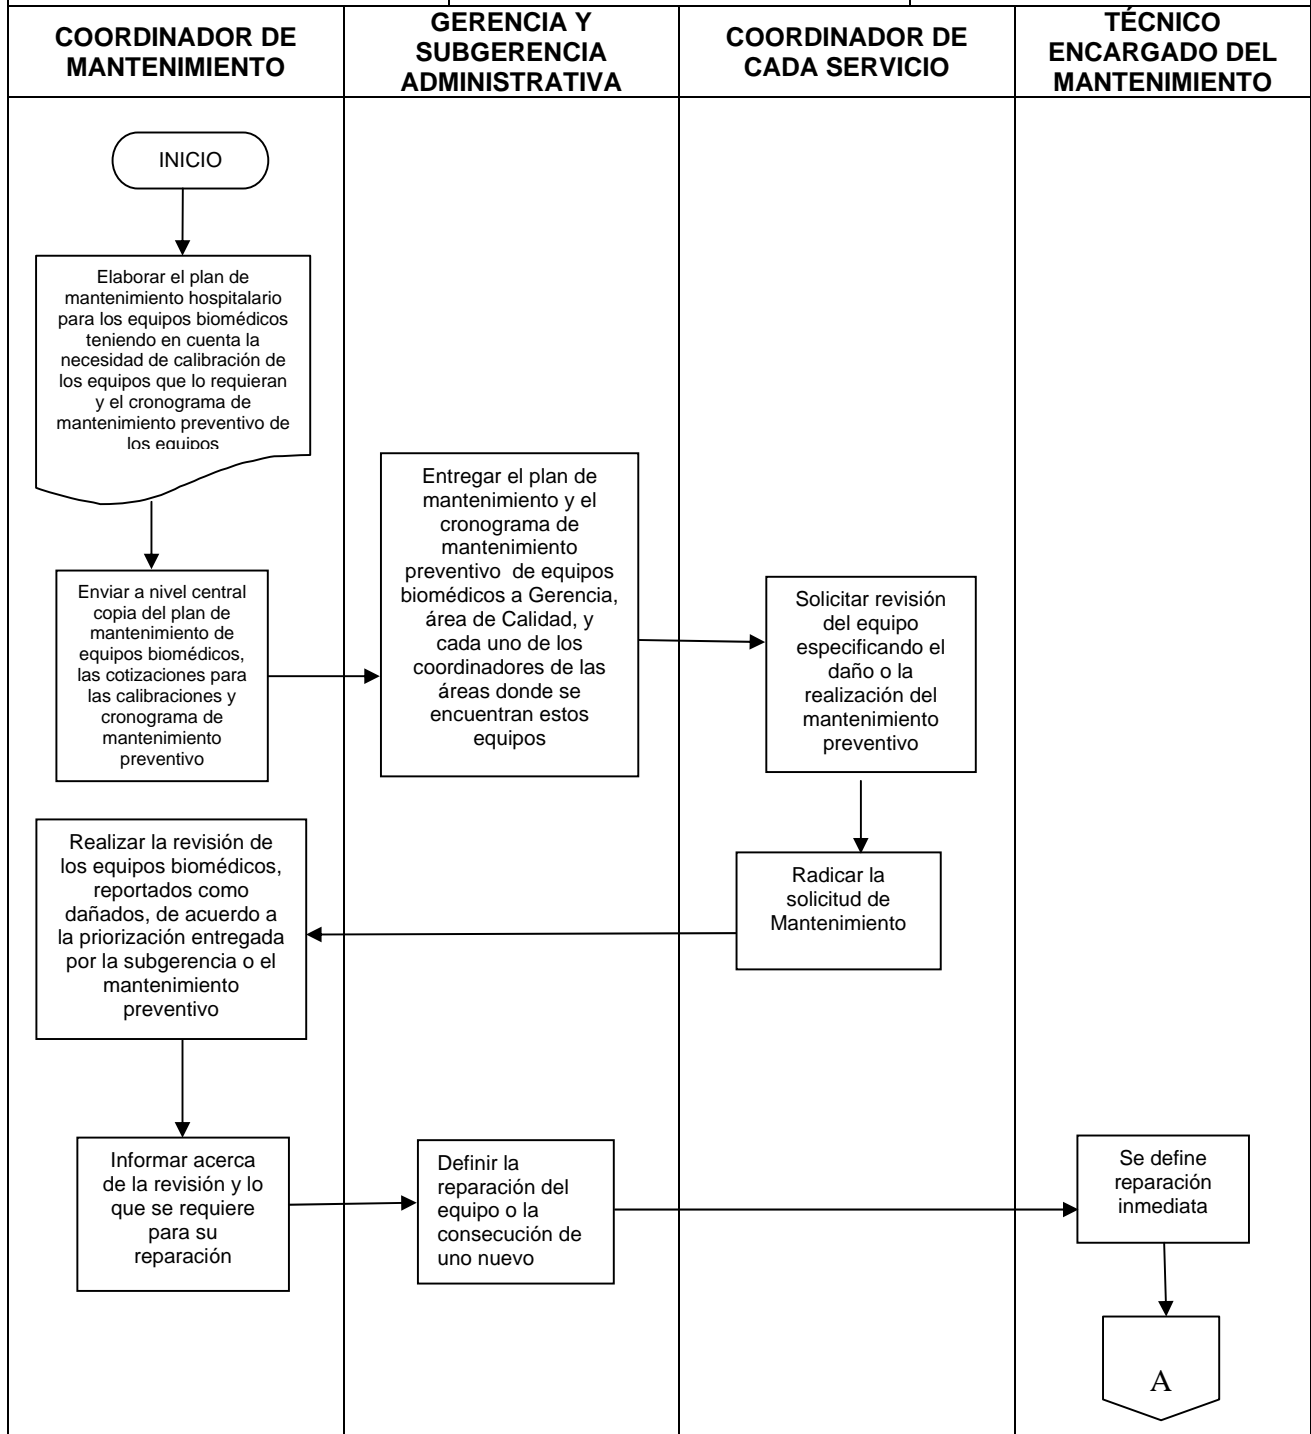 COORDINADOR DE
MANTENIMIENTO
GERENCIA Y
SUBGERENCIA
ADMINISTRATIVA
COORDINADOR DE
CADA SERVICIO
TÉCNICO
ENCARGADO DEL
MANTENIMIENTO
INICIO
Elaborar el plan de
mantenimiento hospitalario
para los equipos biomédicos
teniendo en cuenta la
necesidad de calibración de
los equipos que lo requieran
y el cronograma de
mantenimiento preventivo de
los equipos
Enviar a nivel central
copia del plan de
mantenimiento de
equipos biomédicos,
las cotizaciones para
las calibraciones y
cronograma de
mantenimiento
preventivo
Entregar el plan de
mantenimiento y el
cronograma de
mantenimiento
preventivo de equipos
biomédicos a Gerencia,
área de Calidad, y
cada uno de los
coordinadores de las
áreas donde se
encuentran estos
equipos
Solicitar revisión
del equipo
especificando el
daño o la
realización del
mantenimiento
preventivo
Radicar la
solicitud de
Mantenimiento
Realizar la revisión de
los equipos biomédicos,
reportados como
dañados, de acuerdo a
la priorización entregada
por la subgerencia o el
mantenimiento
preventivo
Informar acerca
de la revisión y lo
que se requiere
para su
reparación
Definir la
reparación del
equipo o la
consecución de
uno nuevo
Se define
reparación
inmediata
A